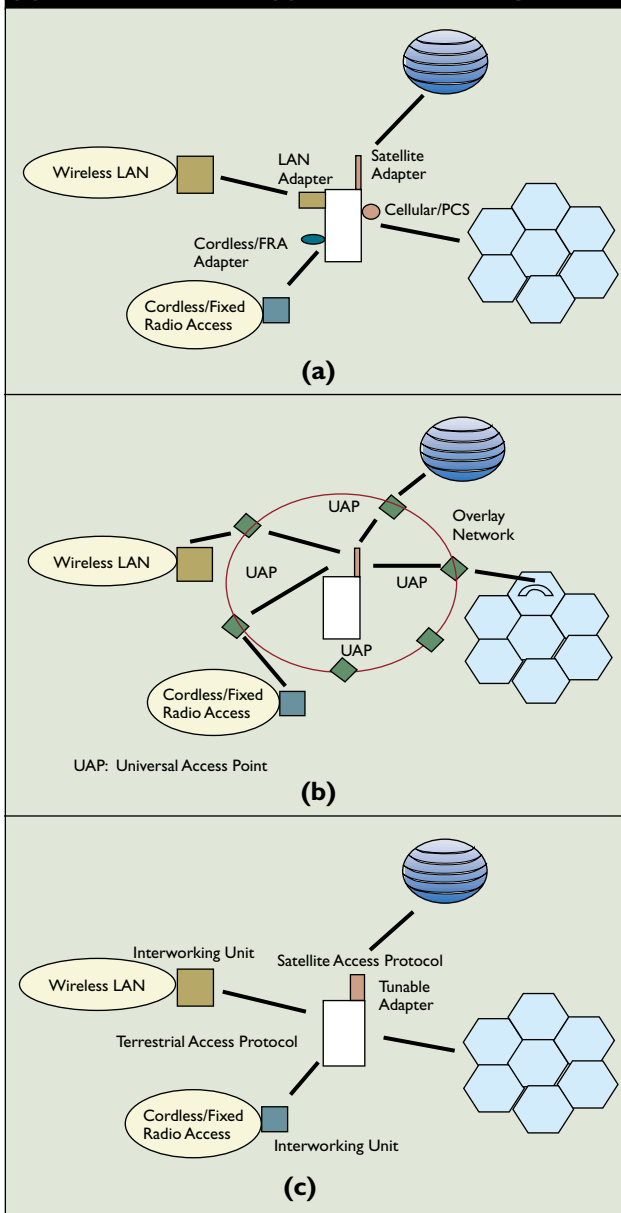 Wireless LAN
LAN
Adapter
Satellite
Adapter
Cellular/PCS
Cordless/FRA
Adapter
Cordless/Fixed
Radio Access
(a)
UAP
Overlay
Network
Wireless LAN
UAP
UAP
UAP
Cordless/Fixed
Radio Access
UAP: Universal Access Point
(b)
Interworking Unit
Wireless LAN
Satellite Access Protocol
Tunable
Adapter
Terrestrial Access Protocol
Cordless/Fixed
Radio Access
Interworking Unit
(c)